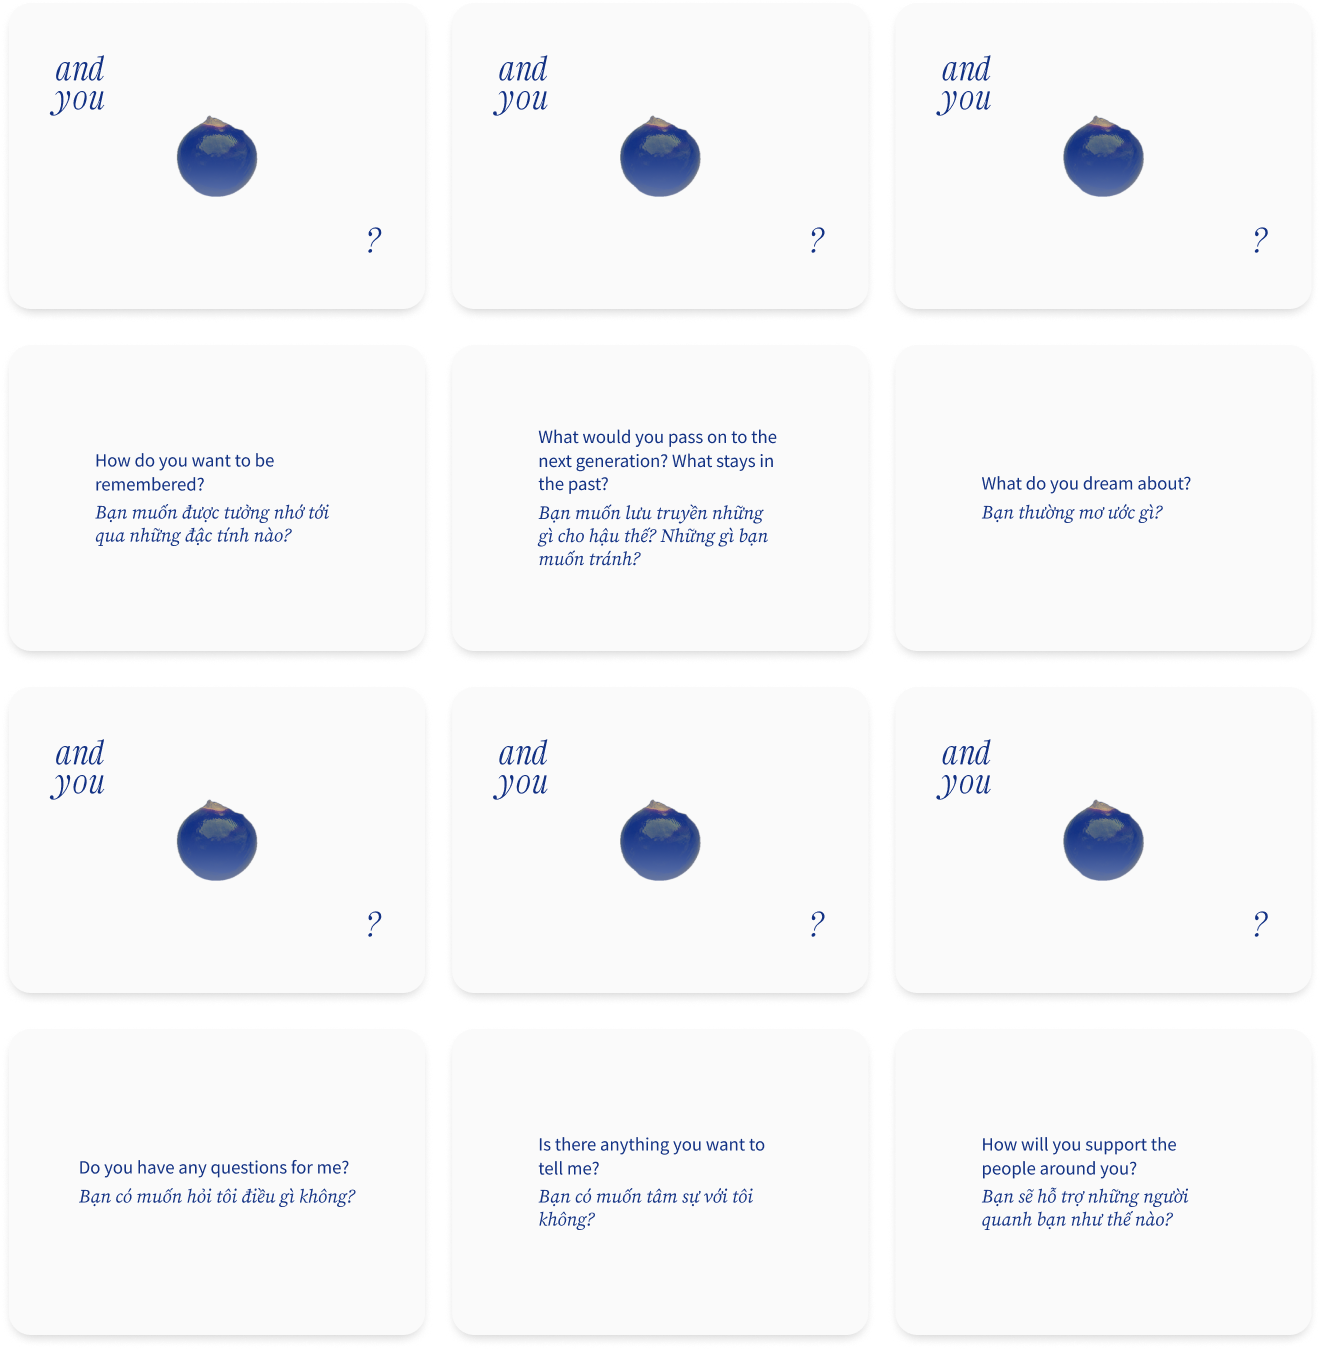 and
you
?
and
you
?
and
you
?
How do you want to be
remembered?
Bạn muốn được tưởng nhớ tới
qua những đặc tính nào?
What would you pass on to the
next generation? What stays in
the past?
Bạn muốn lưu truyền những
gì cho hậu thế? Những gì bạn
muốn tránh?
What do you dream about?
Bạn thường mơ ước gì?
and
you
?
and
you
?
and
you
?
Do you have any questions for me?
Bạn có muốn hỏi tôi điều gì không?
Is there anything you want to
tell me?
Bạn có muốn tâm sự với tôi
không?
How will you support the
people around you?
Bạn sẽ hỗ trợ những người
quanh bạn như thế nào?